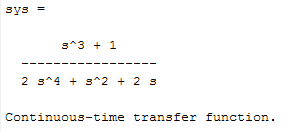 sys =
s^3 + 1
-----------------
2 s^4 + s^2 + 2 s
Continuous-time transfer function.